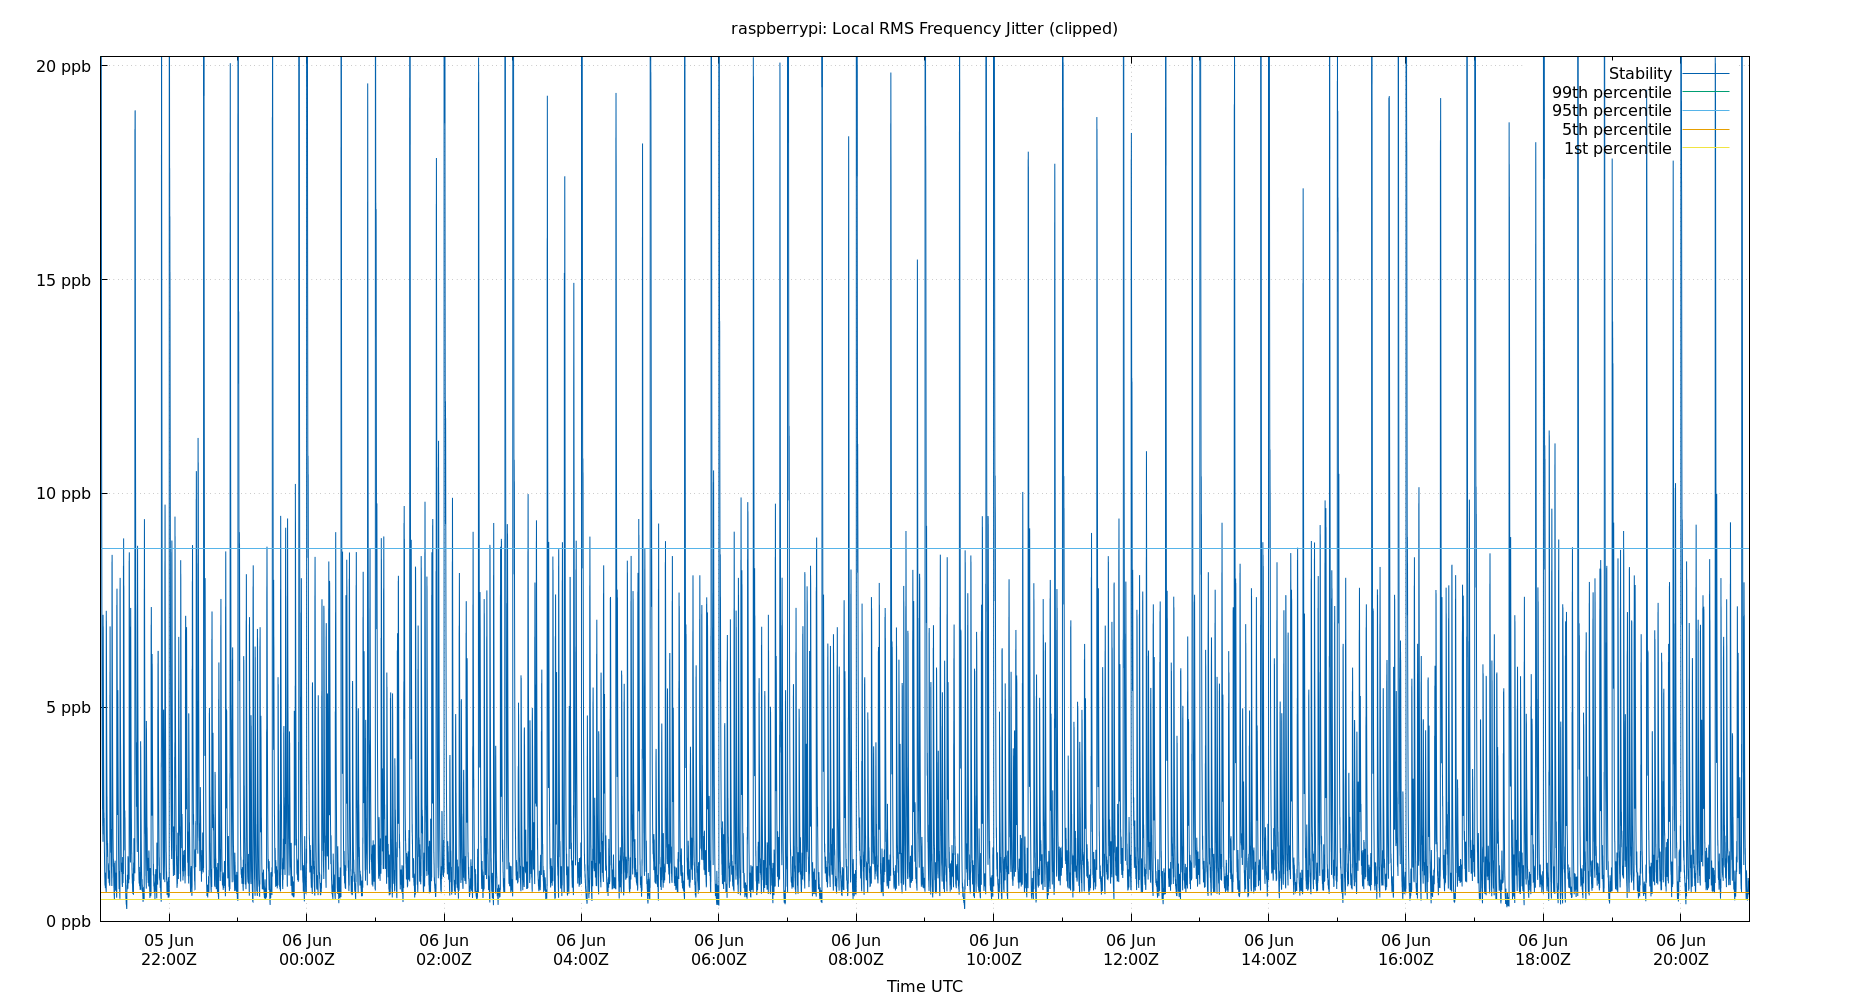 raspberrypi: Local RMS Frequency Jitter (clipped)
20 ppb
15 ppb
10 ppb
5 ppb
0 ppb
Stability
99th percentile
95th percentile
5th percentile
1st percentile
05 Jun 06 Jun 06 Jun 06 Jun 06 Jun 06 Jun 06 Jun 06 Jun 06 Jun 06 Jun 06 Jun 06 Jun
22:00Z 00:00Z 02:00Z 04:00Z 06:00Z 08:00Z 10:00Z 12:00Z 14:00Z 16:00Z 18:00Z 20:00Z
Time UTC